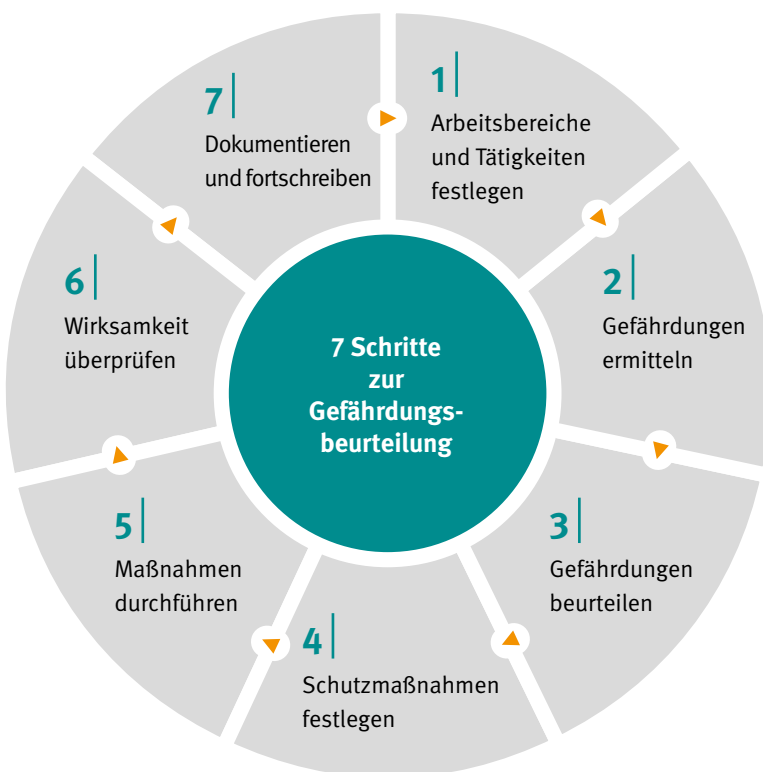 7 Schritte
zur
Gefährdungs-
beurteilung
1
Arbeitsbereiche
und Tätigkeiten
festlegen
2
Gefährdungen
ermitteln
3
Gefährdungen
beurteilen
4
Schutzmaßnahmen
festlegen
5
Maßnahmen
durchführen
6
Wirksamkeit
überprüfen
7
Dokumentieren
und fortschreiben